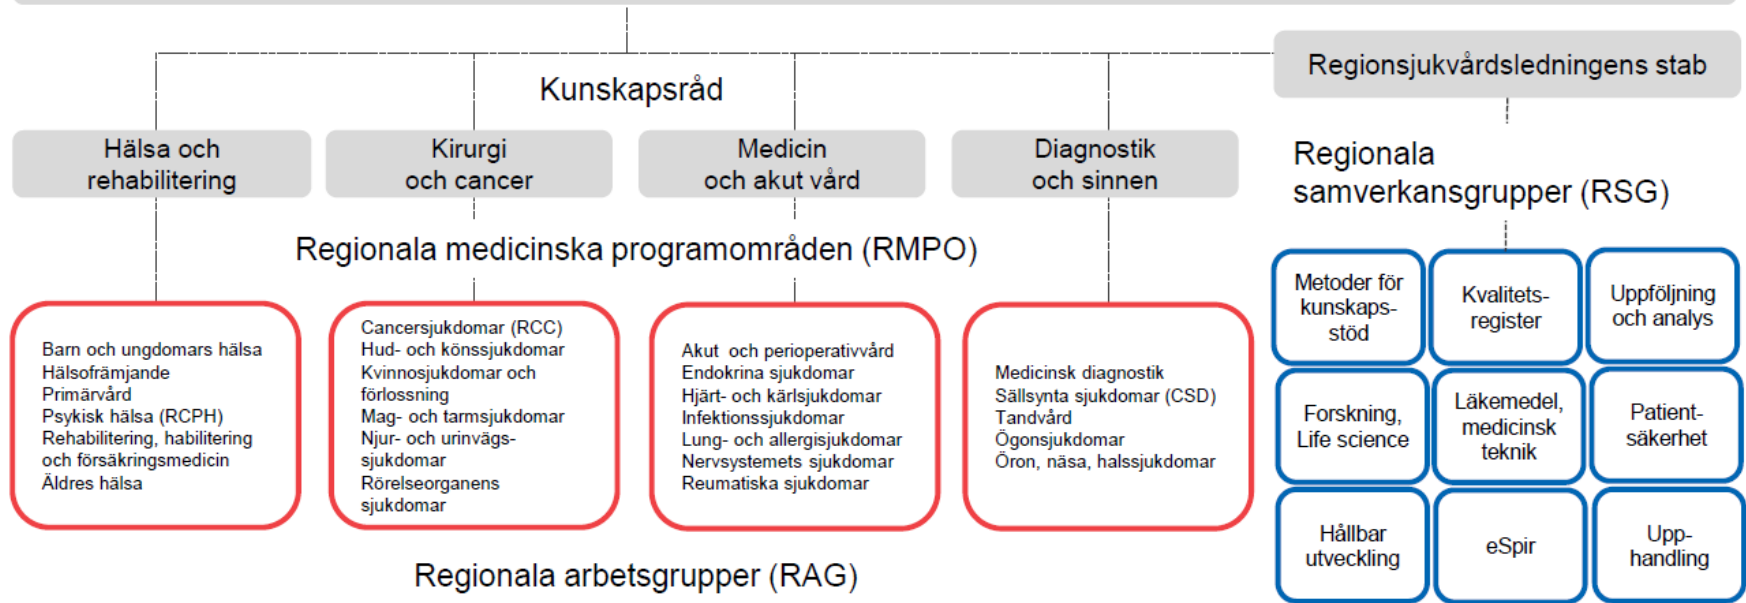 Regionsjukvårdsledningens stab
Kunskapsråd
Hälsa och
rehabilitering
Kirurgi
och cancer
Medicin
och akut vård
Diagnostik
och sinnen
Regionala
samverkansgrupper (RSG)
Regionala medicinska programområden (RMPO)
Barn och ungdomars hälsa
Hälsofrämjande
Primärvård
Psykisk hälsa (RCPH)
Rehabilitering, habilitering
och försäkringsmedicin
Äldres hälsa
Cancersjukdomar (RCC)
Hud- och könssjukdomar
Kvinnosjukdomar och
förlossning
Mag- och tarmsjukdomar
Njur- och urinvägs-
sjukdomar
Rörelseorganens
sjukdomar
Akut och perioperativvård
Endokrina sjukdomar
Hjärt- och kärlsjukdomar
Infektionssjukdomar
Lung- och allergisjukdomar
Nervsystemets sjukdomar
Reumatiska sjukdomar
Medicinsk diagnostik
Sällsynta sjukdomar (CSD)
Tandvård
Ögonsjukdomar
Öron, näsa, halssjukdomar
Metoder för
kunskaps-
stöd
Kvalitets-
register
Uppföljning
och analys
Forskning,
Life science
Läkemedel,
medicinsk
teknik
Patient-
säkerhet
Hållbar
utveckling
eSpir
Upp-
handling
Regionala arbetsgrupper (RAG)